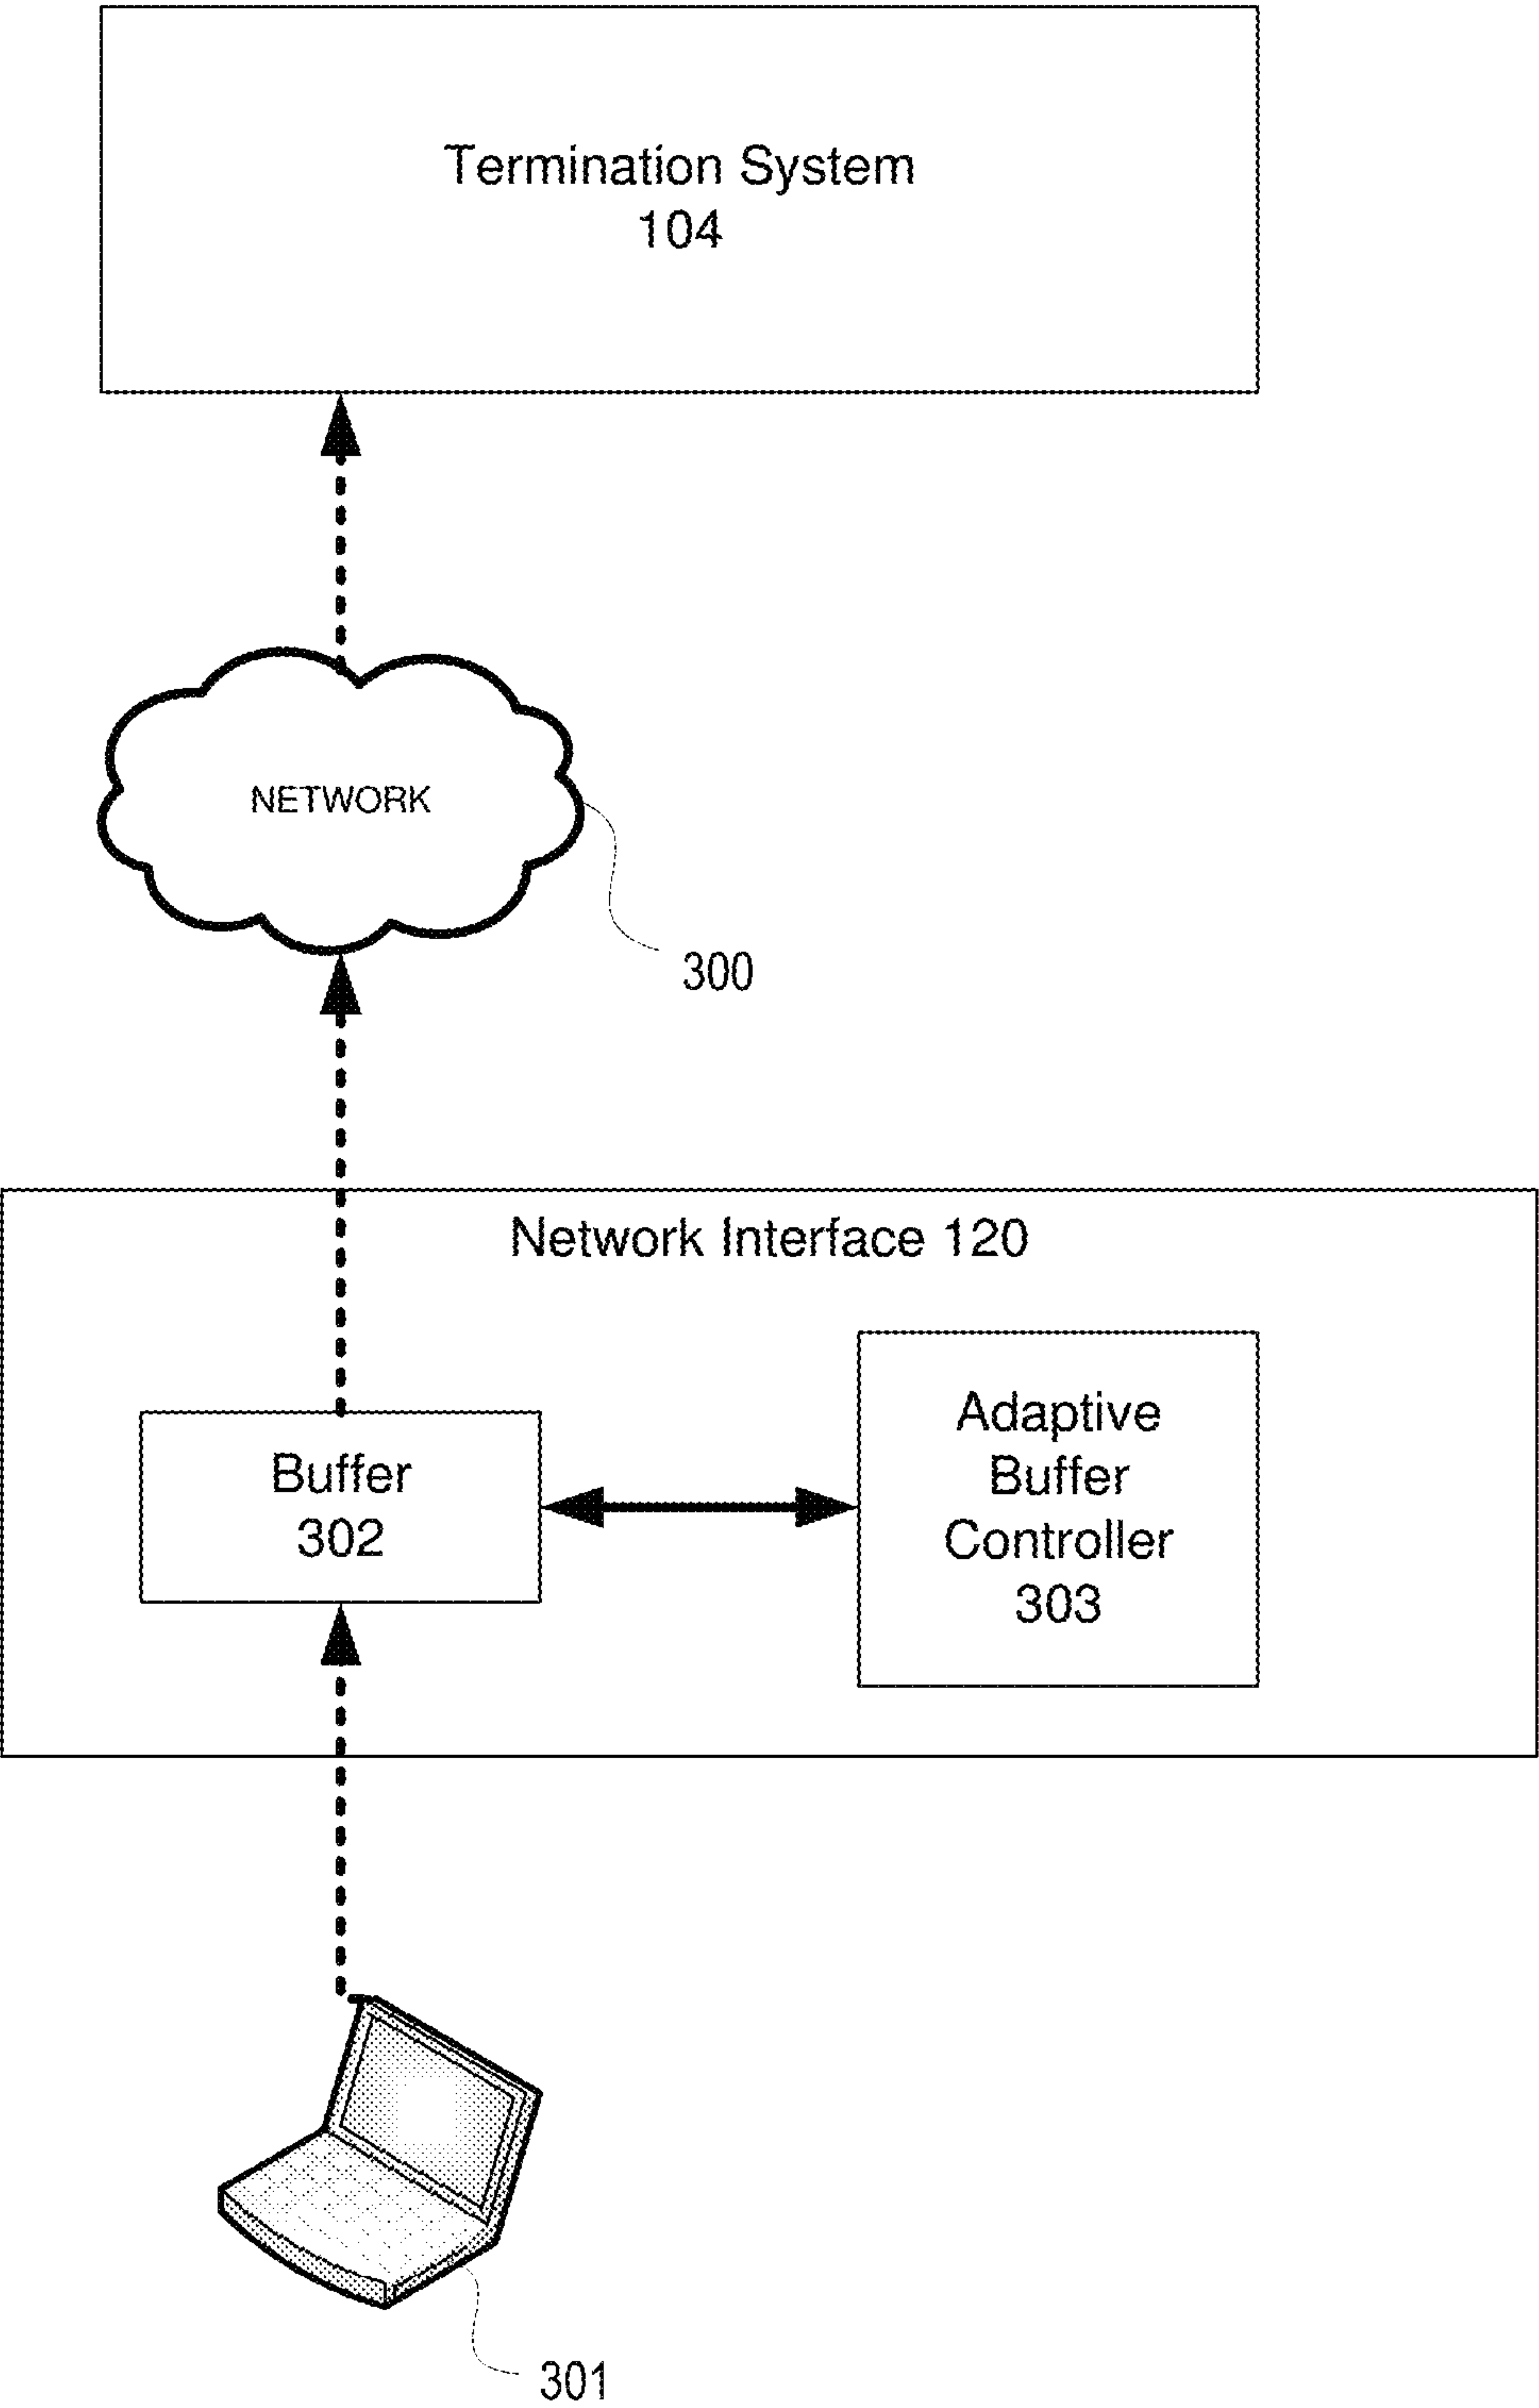 Termination System
104
NETWORK
300
Network Interface 120
Buffer
302
Adaptive
Buffer
Controller
303
301